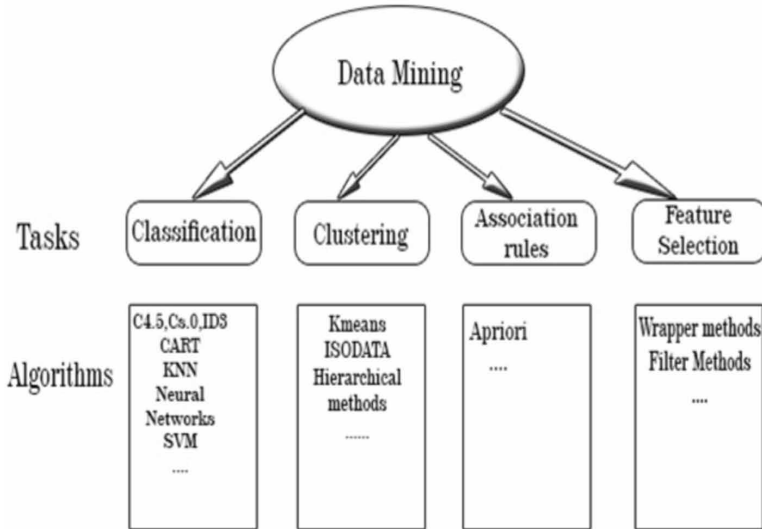 Data Mining
Tasks
Classification
Clustering
Association
rules
Feature
Selection
Algorithms
C4.5,Cs.0,ID3
CART
KNN
Neural
Networks
SVM
....
Kmeans
ISODATA
Hierarchical
methods
......
Apriori
....
Wrapper methods
Filter Methods
....